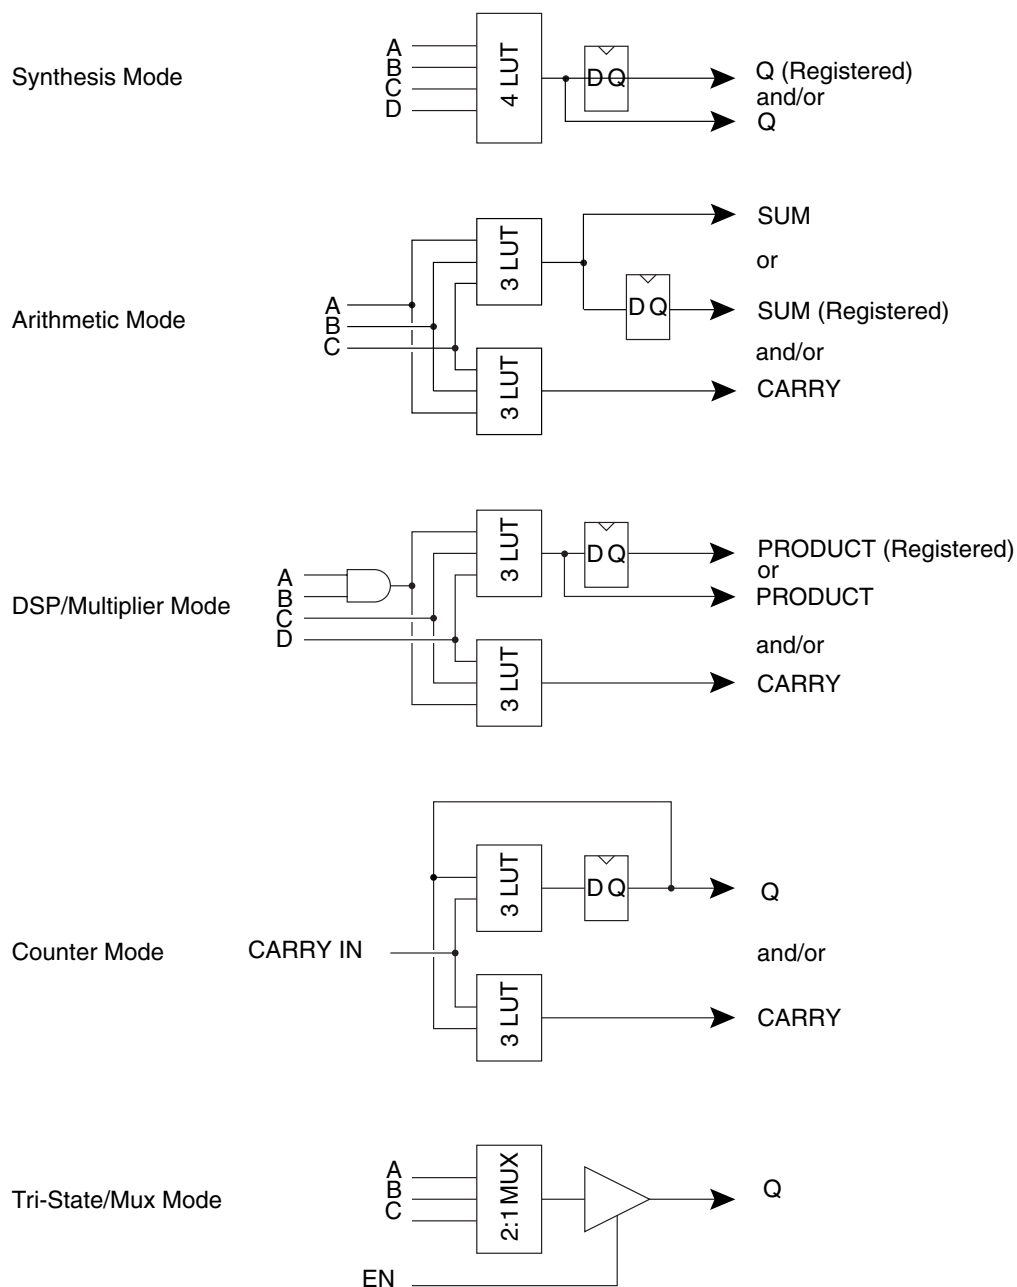 Synthesis Mode
A
B
C
D
4 LUT
D Q
Q (Registered)
and/or
Q
Arithmetic Mode
A
B
C
3 LUT
3 LUT
D Q
SUM
or
SUM (Registered)
and/or
CARRY
DSP/Multiplier Mode
A
B
C
D
3 LUT
3 LUT
D Q
PRODUCT (Registered)
or
PRODUCT
and/or
CARRY
Counter Mode
CARRY IN
3 LUT
3 LUT
D Q
Q
and/or
CARRY
Tri-State/Mux Mode
A
B
C
EN
2:1 MUX
Q